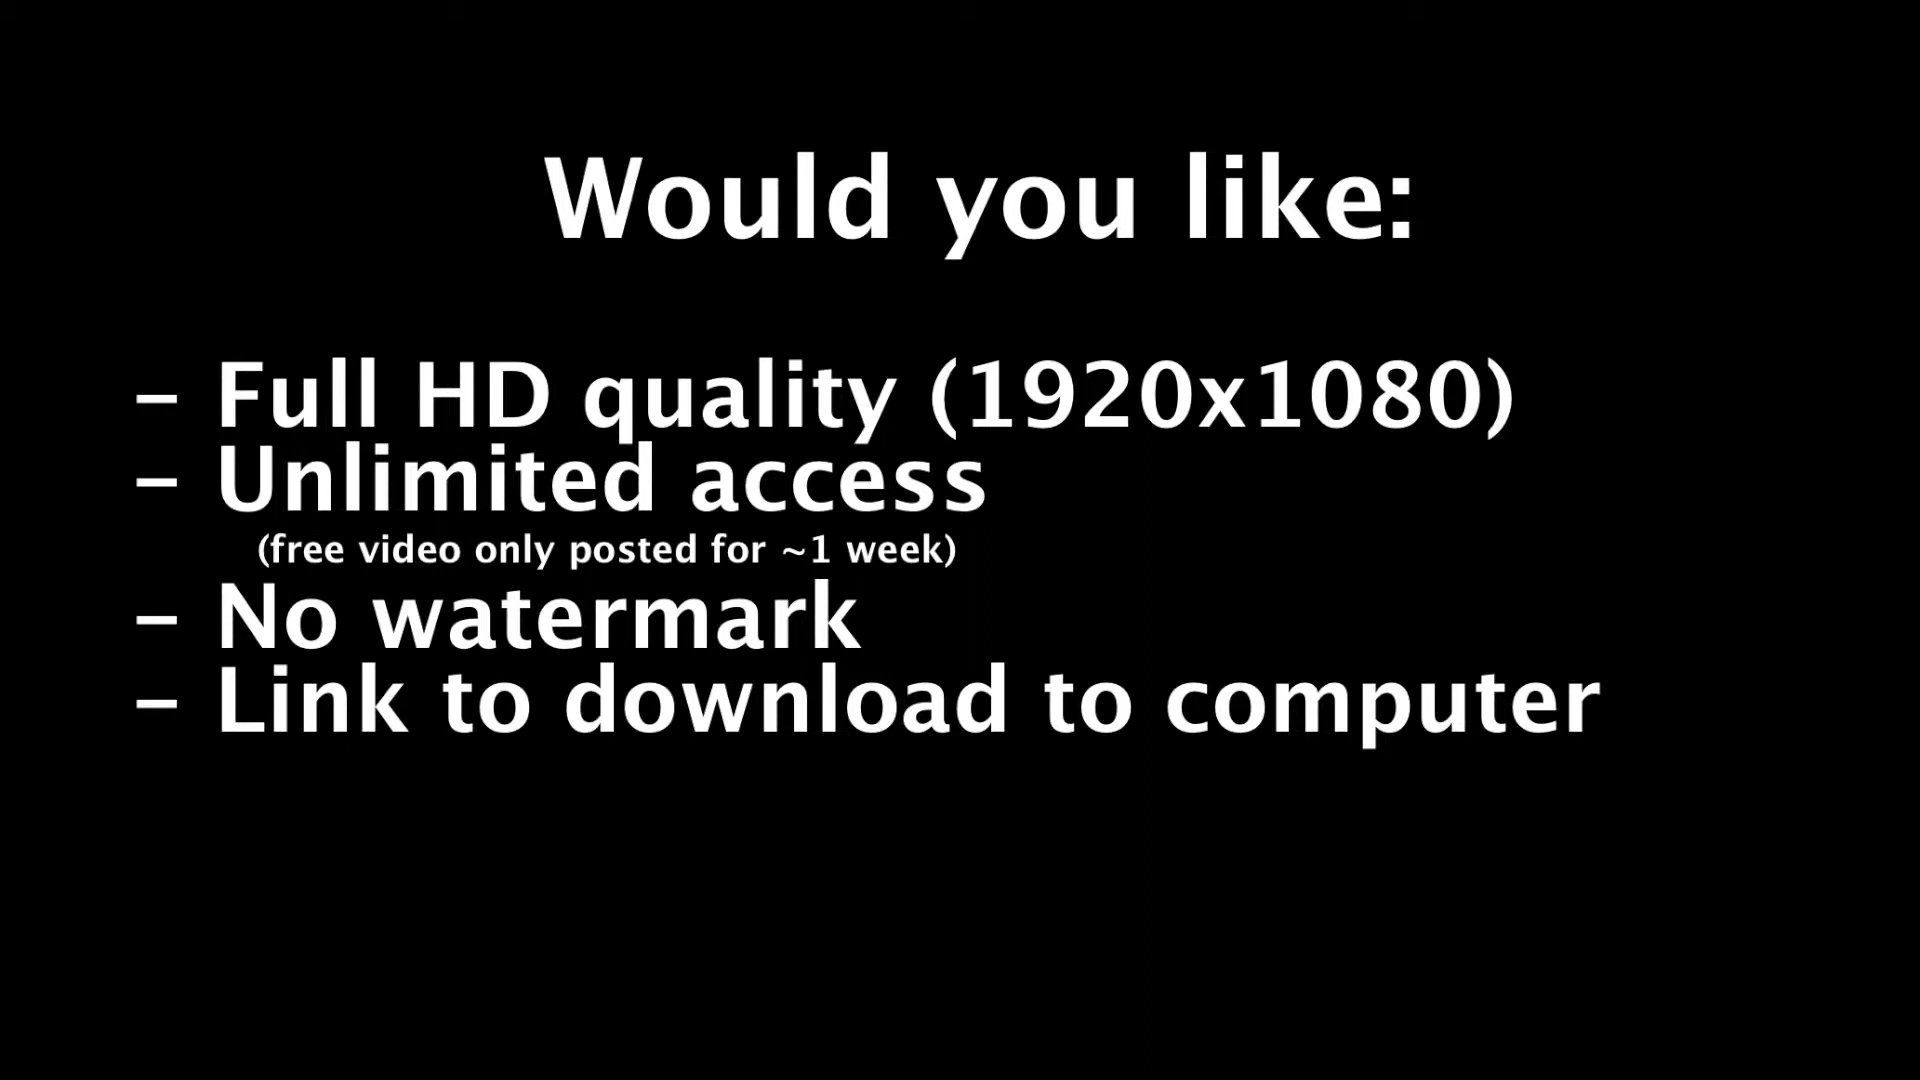 Would you like:
- Full HD quality (1920x1080)
- Unlimited access
(free video only posted for ~1 week)
- No watermark
- Link to download to computer